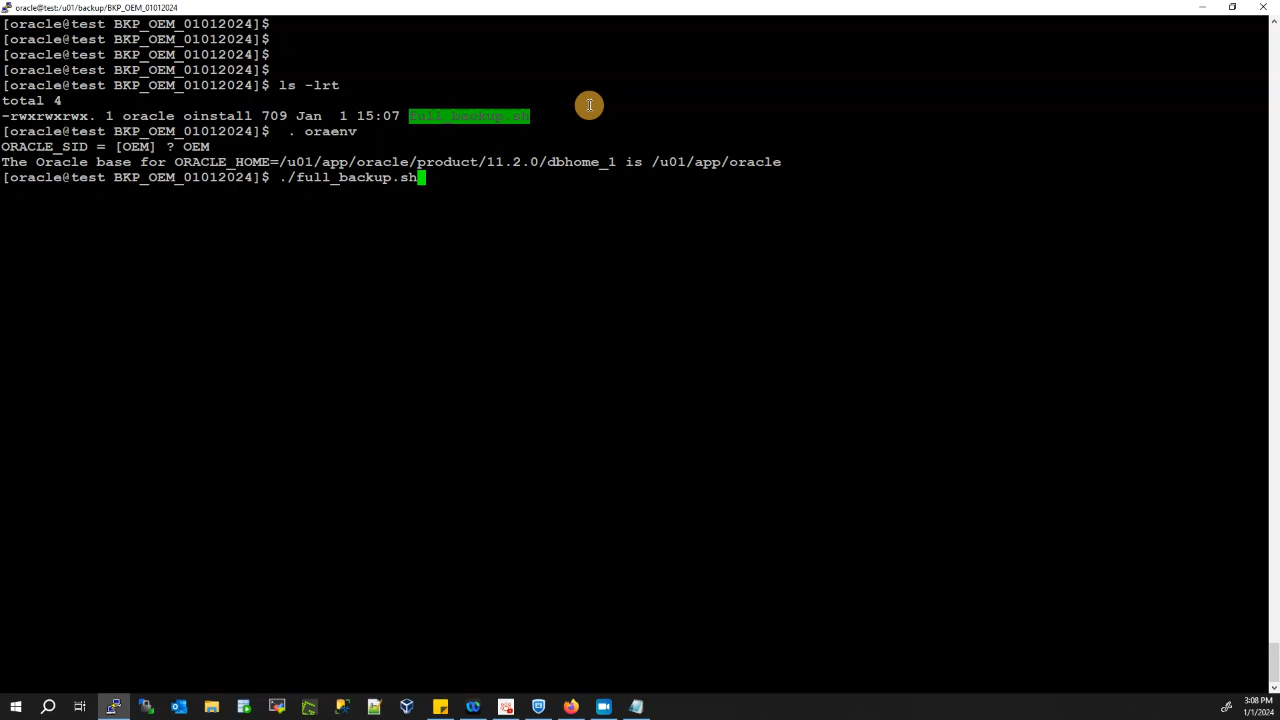 oracle@test:/u01/backup/BKP_OEM_01012024
[oracle@test BKP_OEM_01012024]$
[oracle@test BKP_OEM_01012024]$
[oracle@test BKP_OEM_01012024]$
[oracle@test BKP_OEM_01012024]$
[oracle@test BKP_OEM_01012024]$ ls -lrt
total 4
-rwxrwxrwx. 1 oracle oinstall 709 Jan  1 15:07 full_backup.sh
[oracle@test BKP_OEM_01012024]$  . oraenv
ORACLE_SID = [OEM] ? OEM
The Oracle base for ORACLE_HOME=/u01/app/oracle/product/11.2.0/dbhome_1 is /u01/app/oracle
[oracle@test BKP_OEM_01012024]$ ./full_backup.sh
3:08 PM
1/1/2024